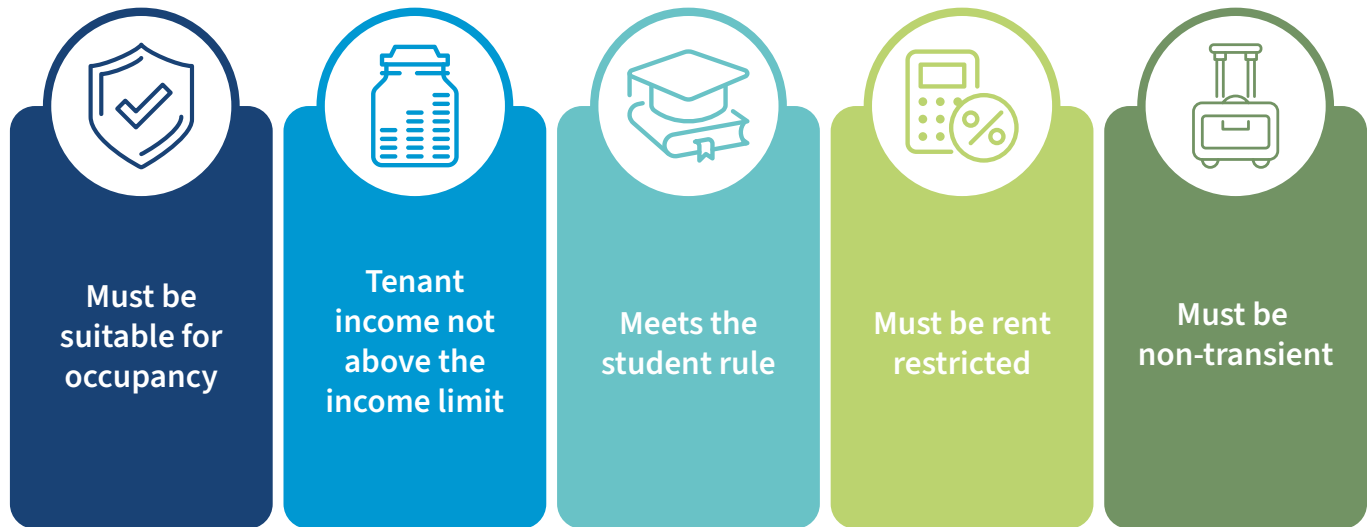 Must be
suitable for
occupancy
Tenant
income not
above the
income limit
Meets the
student rule
Must be rent
restricted
Must be
non-transient